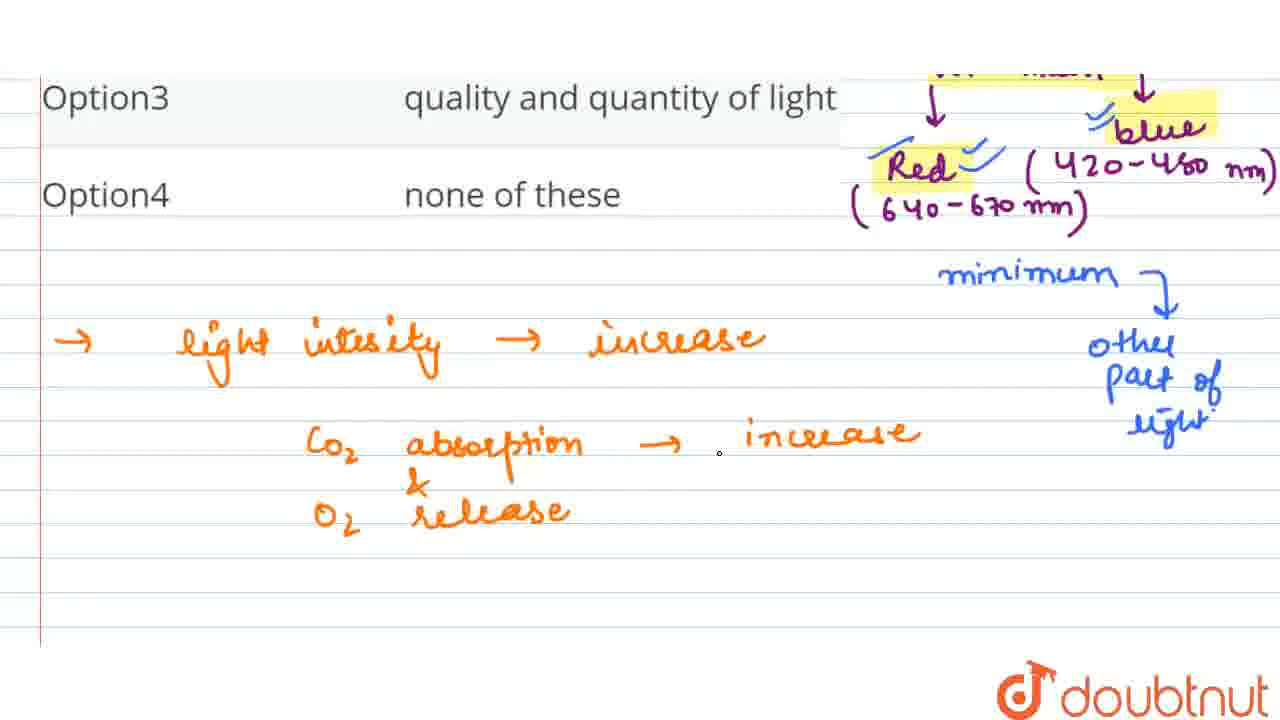 Option3 quality and quantity of light
Option4 none of these
Red
(640-670 nm)
blue
(420-480 nm)
minimum
other
part of
light
→ light intesity → increase
CO2 absorption → increase
&
O2 release
doubtnut